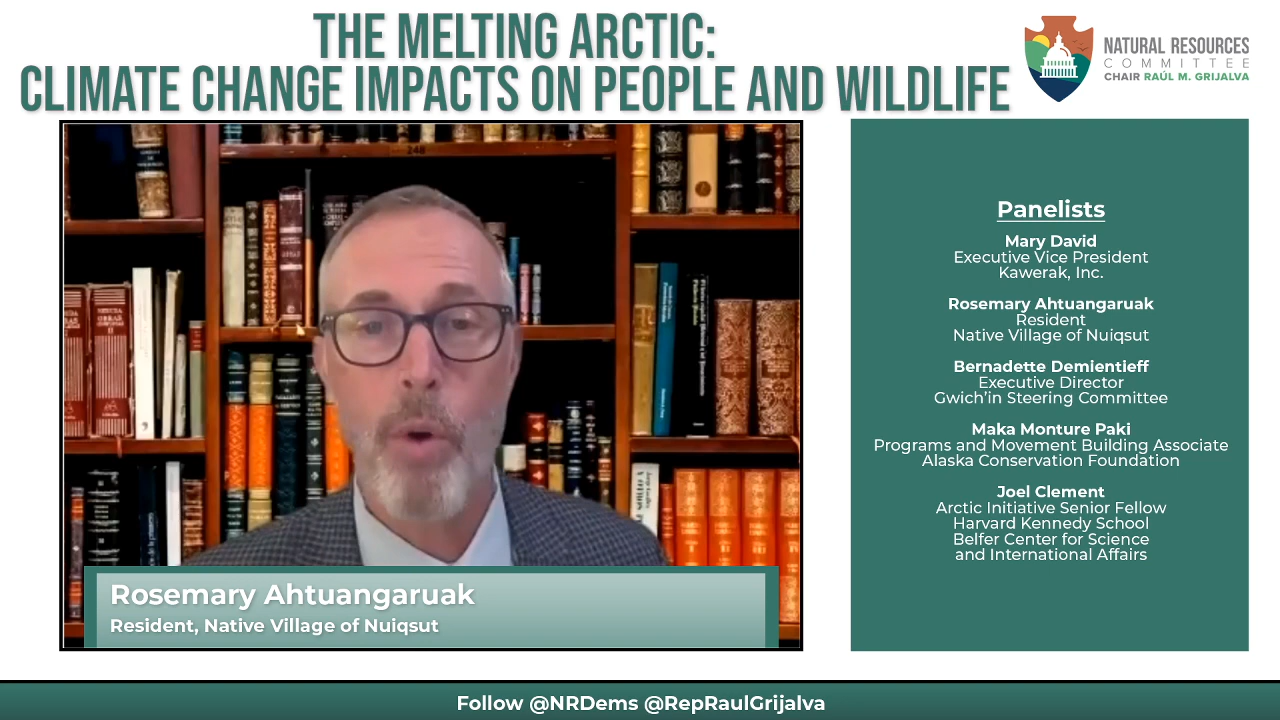 THE MELTING ARCTIC:
CLIMATE CHANGE IMPACTS ON PEOPLE AND WILDLIFE
NATURAL RESOURCES
COMMITTEE
CHAIR RAÚL M. GRIJALVA
248
Rosemary Ahtuangaruak
Resident, Native Village of Nuiqsut
Panelists
Mary David
Executive Vice President
Kawerak, Inc.
Rosemary Ahtuangaruak
Resident
Native Village of Nuiqsut
Bernadette Demientieff
Executive Director
Gwich’in Steering Committee
Maka Monture Paki
Programs and Movement Building Associate
Alaska Conservation Foundation
Joel Clement
Arctic Initiative Senior Fellow
Harvard Kennedy School
Belfer Center for Science
and International Affairs
Follow @NRDems @RepRaulGrijalva